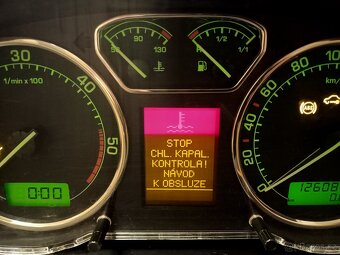 50 90 130
R 1/2 1/1
1/min x 100
30
40
50
STOP
CHL. KAPAL.
KONTROLA!
NÁVOD
K OBSLUZE
0:00
20
40
60
80
100
km/
12608